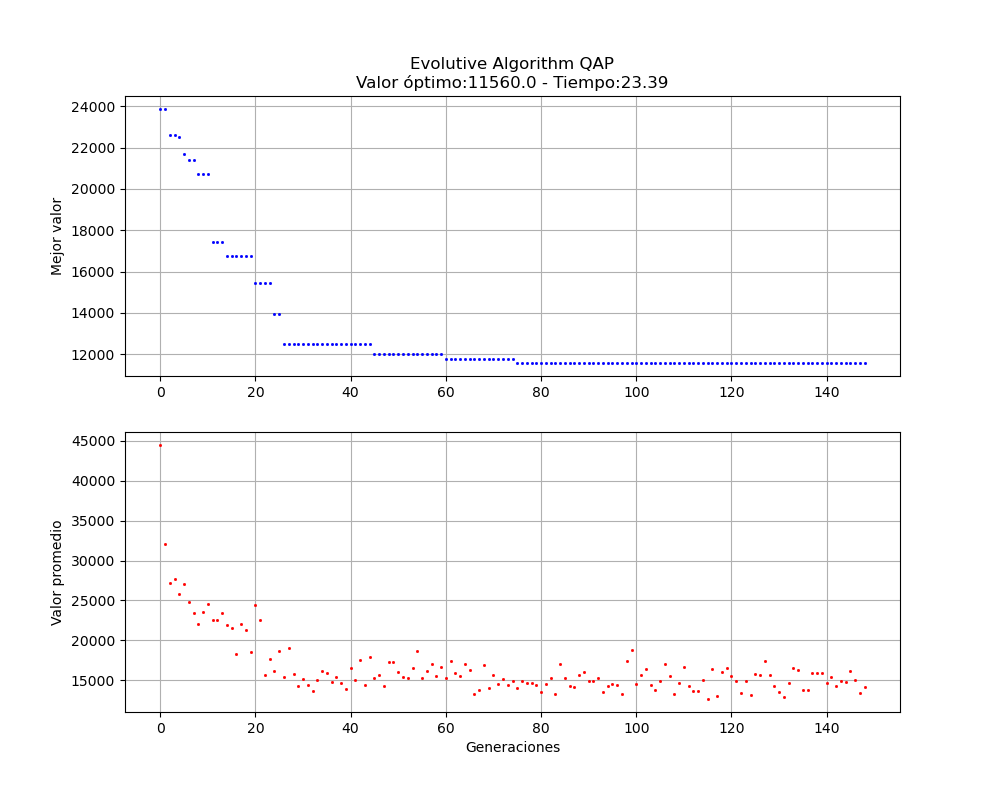 Evolutive Algorithm QAP
Valor óptimo:11560.0 - Tiempo:23.39
Mejor valor
24000
22000
20000
18000
16000
14000
12000
0 20 40 60 80 100 120 140
Valor promedio
45000
40000
35000
30000
25000
20000
15000
0 20 40 60 80 100 120 140
Generaciones